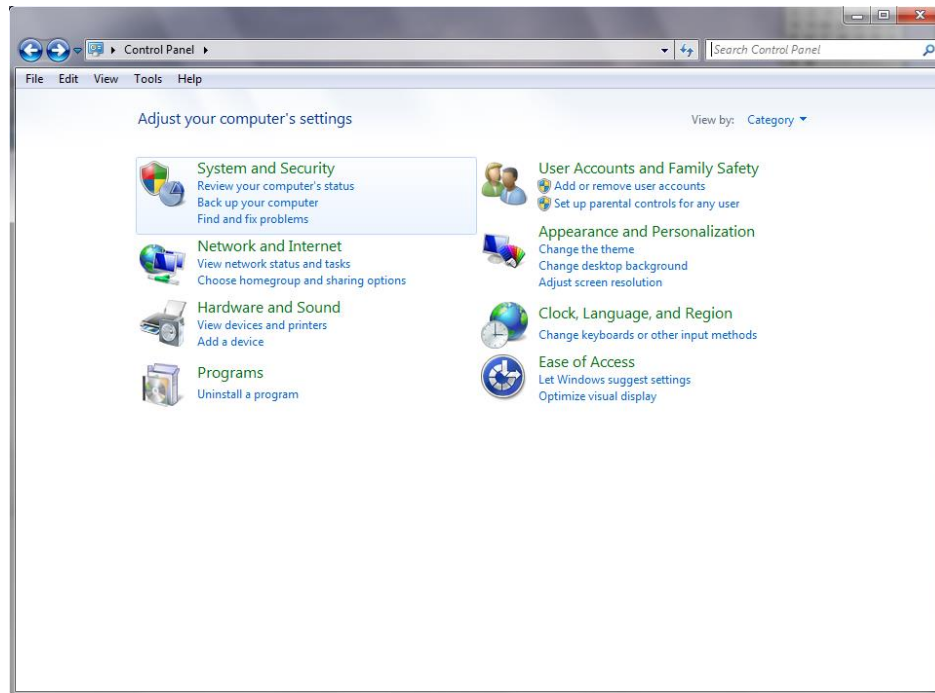 Control Panel
Search Control Panel
File Edit View Tools Help
Adjust your computer's settings
View by: Category
System and Security
Review your computer's status
Back up your computer
Find and fix problems
Network and Internet
View network status and tasks
Choose homegroup and sharing options
Hardware and Sound
View devices and printers
Add a device
Programs
Uninstall a program
User Accounts and Family Safety
Add or remove user accounts
Set up parental controls for any user
Appearance and Personalization
Change the theme
Change desktop background
Adjust screen resolution
Clock, Language, and Region
Change keyboards or other input methods
Ease of Access
Let Windows suggest settings
Optimize visual display